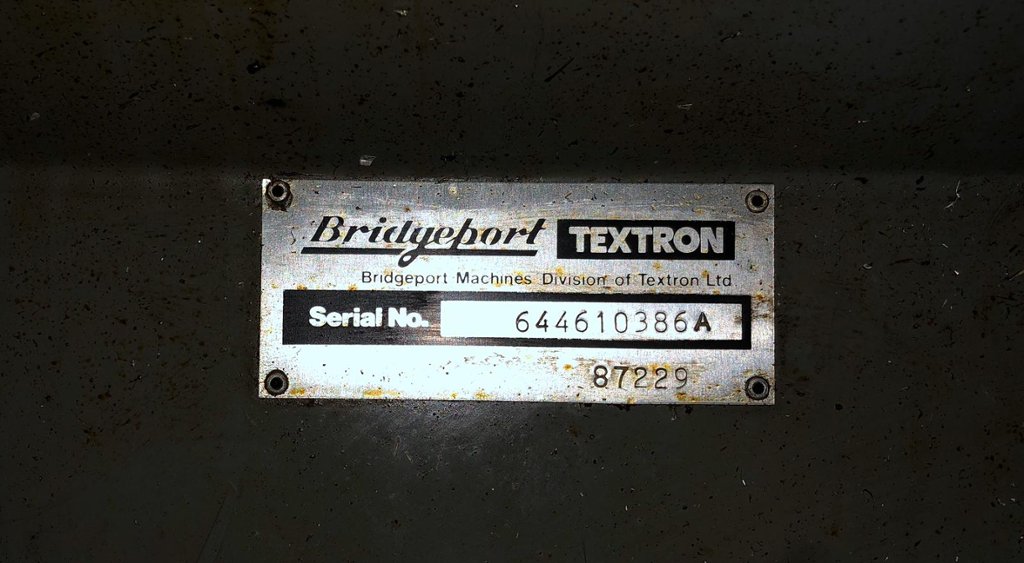 Bridgeport TEXTRON
Bridgeport Machines Division of Textron Ltd
Serial No. 644610386A
87229